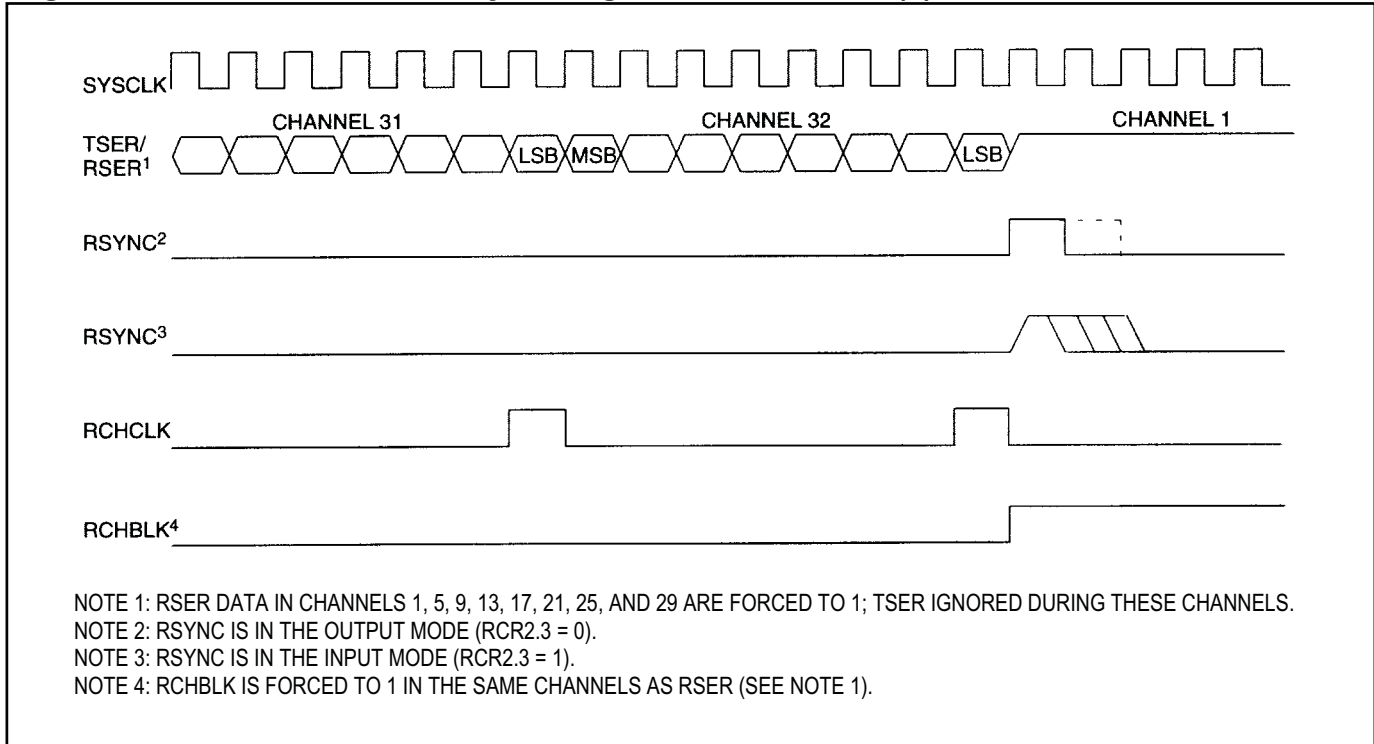 SYSCLK
CHANNEL 31 CHANNEL 32 CHANNEL 1
TSER/
RSER1 LSB MSB LSB
RSYNC2
RSYNC3
RCHCLK
RCHBLK4
NOTE 1: RSER DATA IN CHANNELS 1, 5, 9, 13, 17, 21, 25, AND 29 ARE FORCED TO 1; TSER IGNORED DURING THESE CHANNELS.
NOTE 2: RSYNC IS IN THE OUTPUT MODE (RCR2.3 = 0).
NOTE 3: RSYNC IS IN THE INPUT MODE (RCR2.3 = 1).
NOTE 4: RCHBLK IS FORCED TO 1 IN THE SAME CHANNELS AS RSER (SEE NOTE 1).